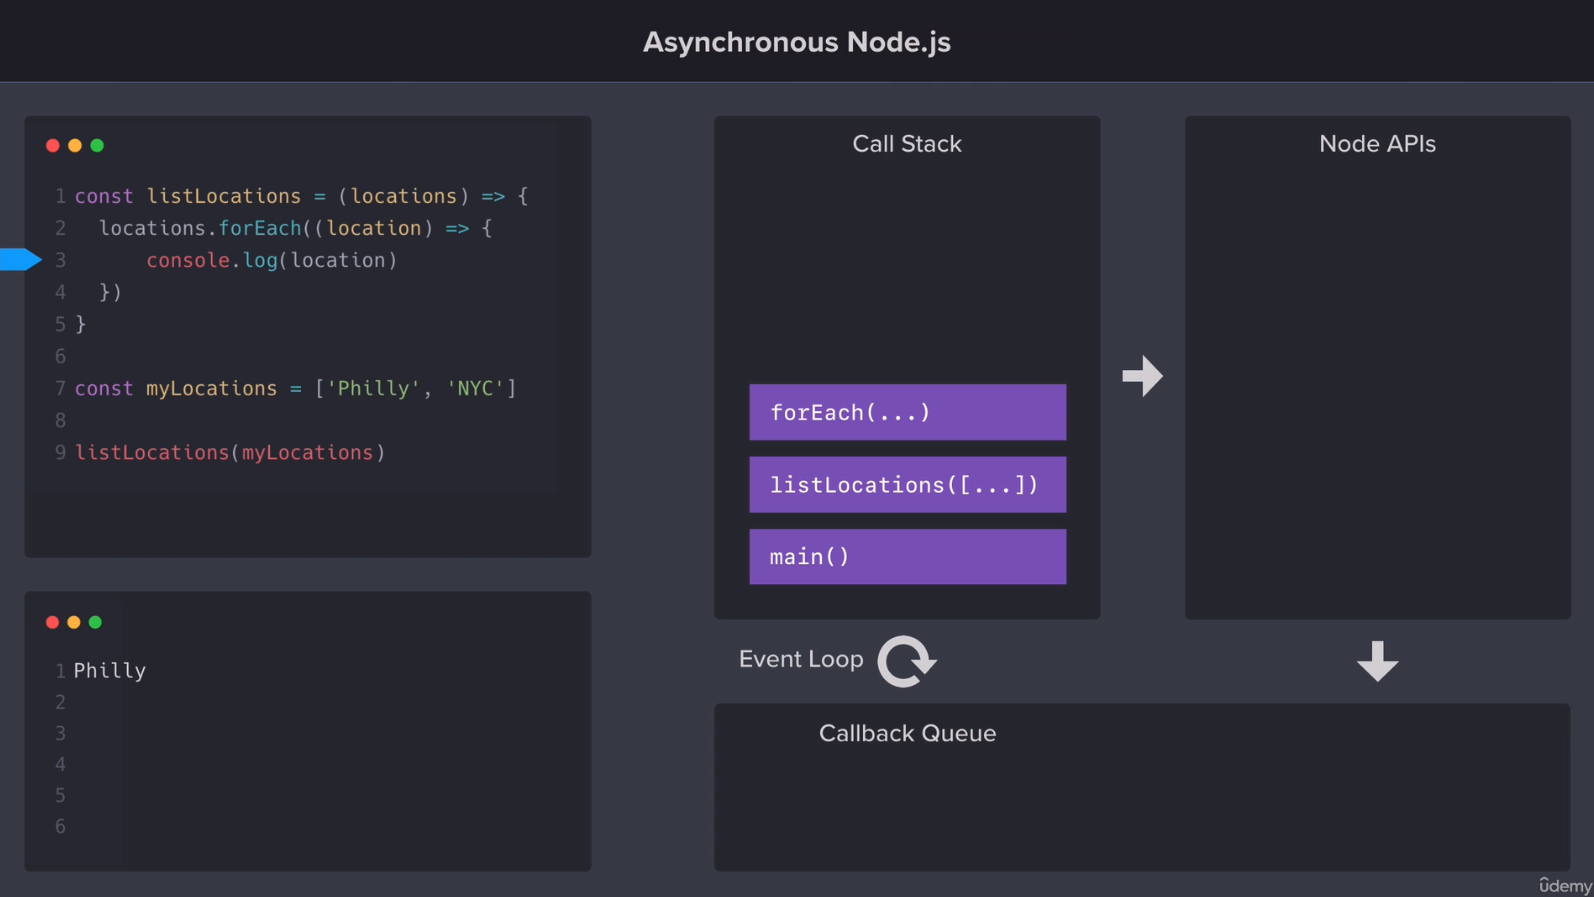 Asynchronous Node.js
1 const listLocations = (locations) => {
2 locations.forEach((location) => {
3 console.log(location)
4 })
5 }
6
7 const myLocations = ['Philly', 'NYC']
8
9 listLocations(myLocations)
1 Philly
2
3
4
5
6
Call Stack
forEach(...)
listLocations([...])
main()
Node APIs
Event Loop
Callback Queue
ûdemy